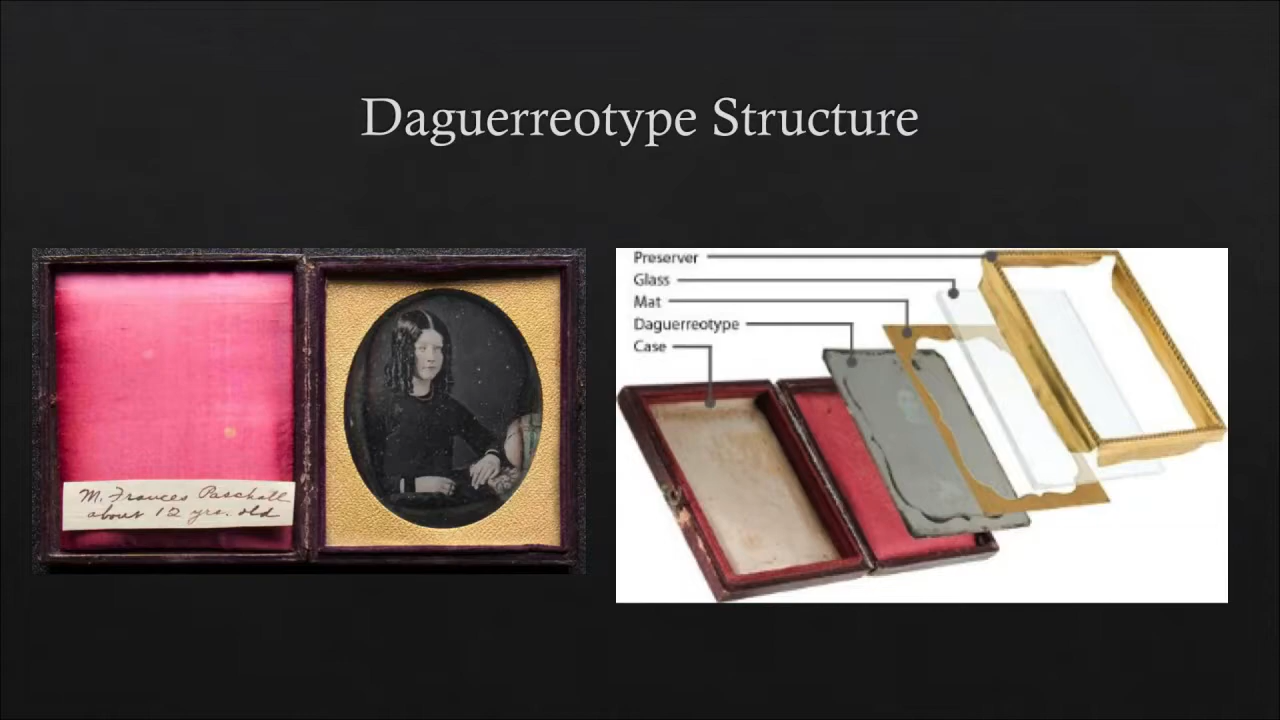 Daguerreotype Structure
M. Frances Paschall
about 12 yrs. old
Preserver
Glass
Mat
Daguerreotype
Case